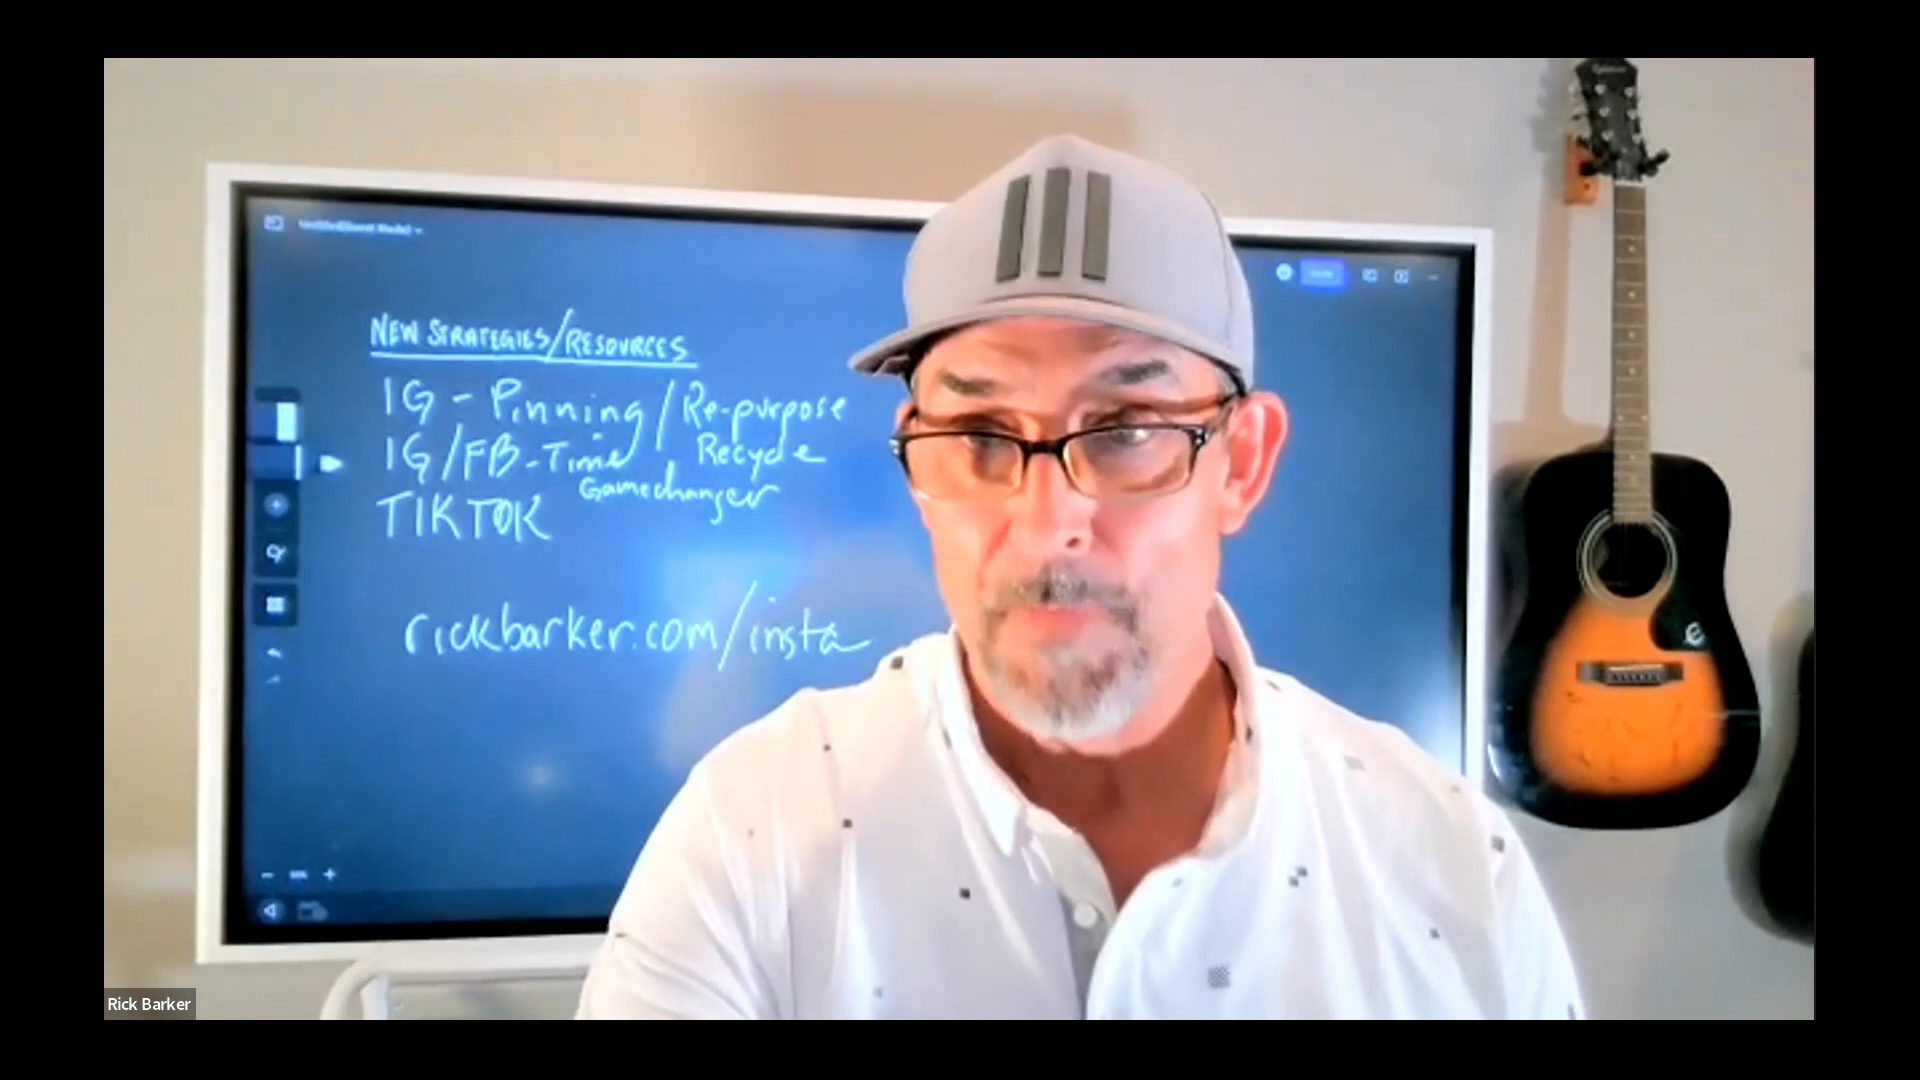 NEW STRATEGIES/RESOURCES
IG - Pinning / Re-purpose
IG/FB - Time Recycle
Gamechanger
TIKTOK
rickbarker.com/insta
Rick Barker